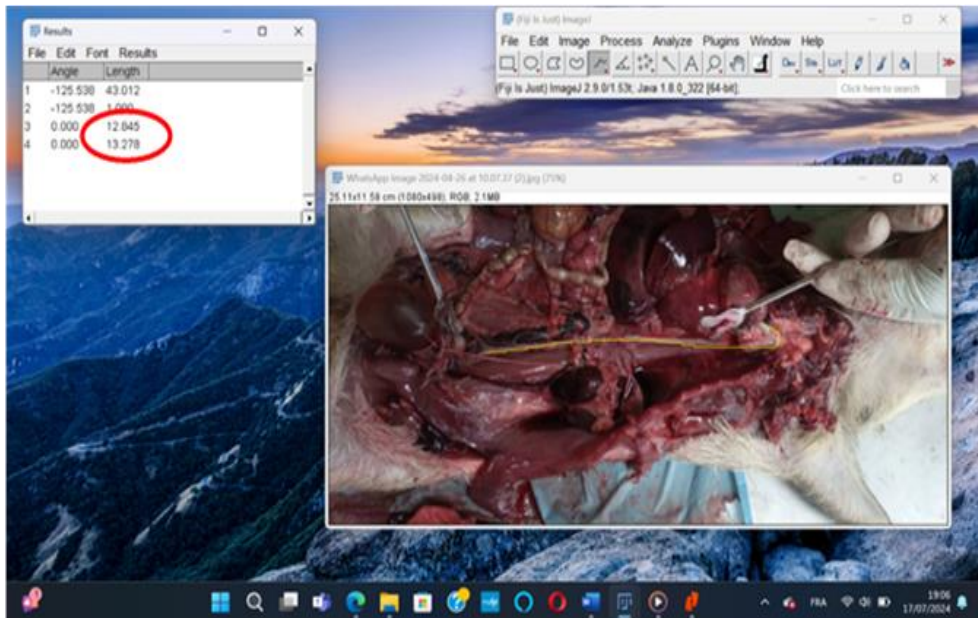 Results
File Edit Font Results
Angle Length
1 -125.538 43.012
2 -125.538 1.000
3 0.000 12.845
4 0.000 13.278
(Fiji Is Just) ImageJ
File Edit Image Process Analyze Plugins Window Help
A Dev Stk LUT
(Fiji Is Just) ImageJ 2.9.0/1.53t; Java 1.8.0_322 [64-bit];
Click here to search
WhatsApp Image 2024-08-26 at 10.07.37 (2).jpg (75%)
25.11x11.58 cm (1080x498); RGB; 2.1MB
FRA
19:06
17/07/2024